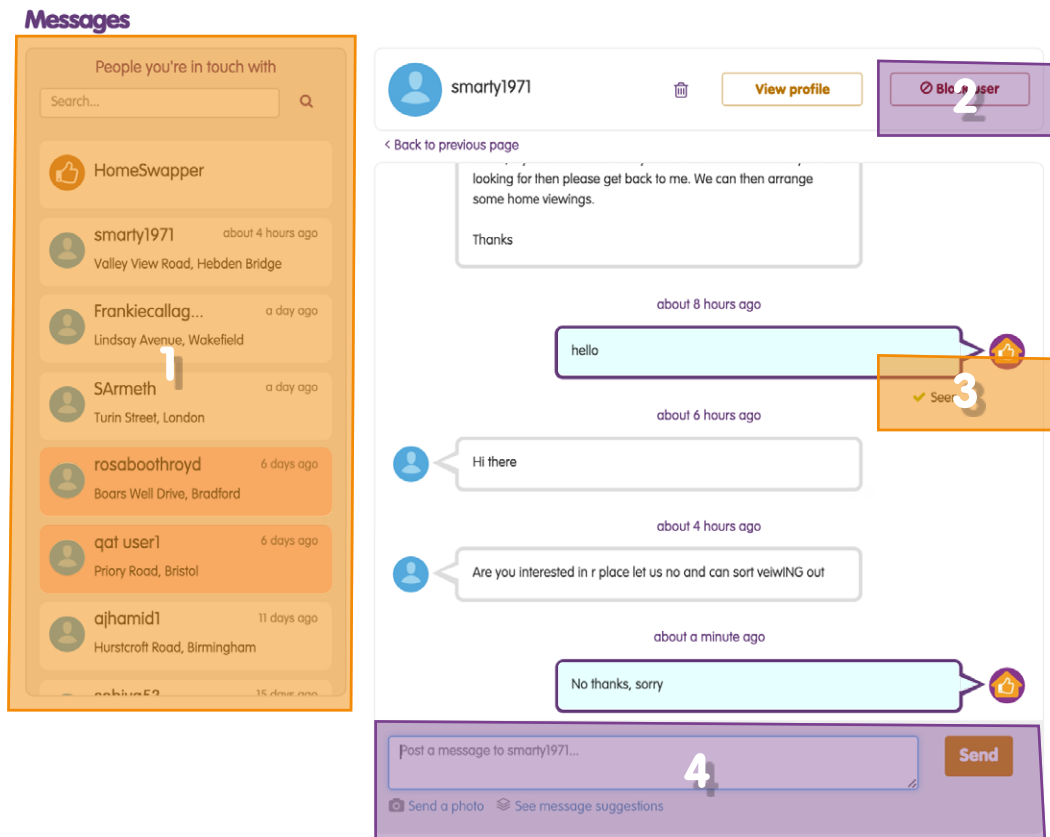 Messages
People you're in touch with
Search...
HomeSwapper
smarty1971 about 4 hours ago
Valley View Road, Hebden Bridge
Frankiecallag... a day ago
Lindsay Avenue, Wakefield
1
SArmeth a day ago
Turin Street, London
rosaboothroyd 6 days ago
Boars Well Drive, Bradford
qat user1 6 days ago
Priory Road, Bristol
ajhamid1 11 days ago
Hurstcroft Road, Birmingham
15 days ago
smarty1971
View profile
Block user
2
< Back to previous page
looking for then please get back to me. We can then arrange
some home viewings.
Thanks
about 8 hours ago
hello
Seen
3
about 6 hours ago
Hi there
about 4 hours ago
Are you interested in r place let us no and can sort veiwING out
about a minute ago
No thanks, sorry
Post a message to smarty1971...
4
Send
Send a photo See message suggestions